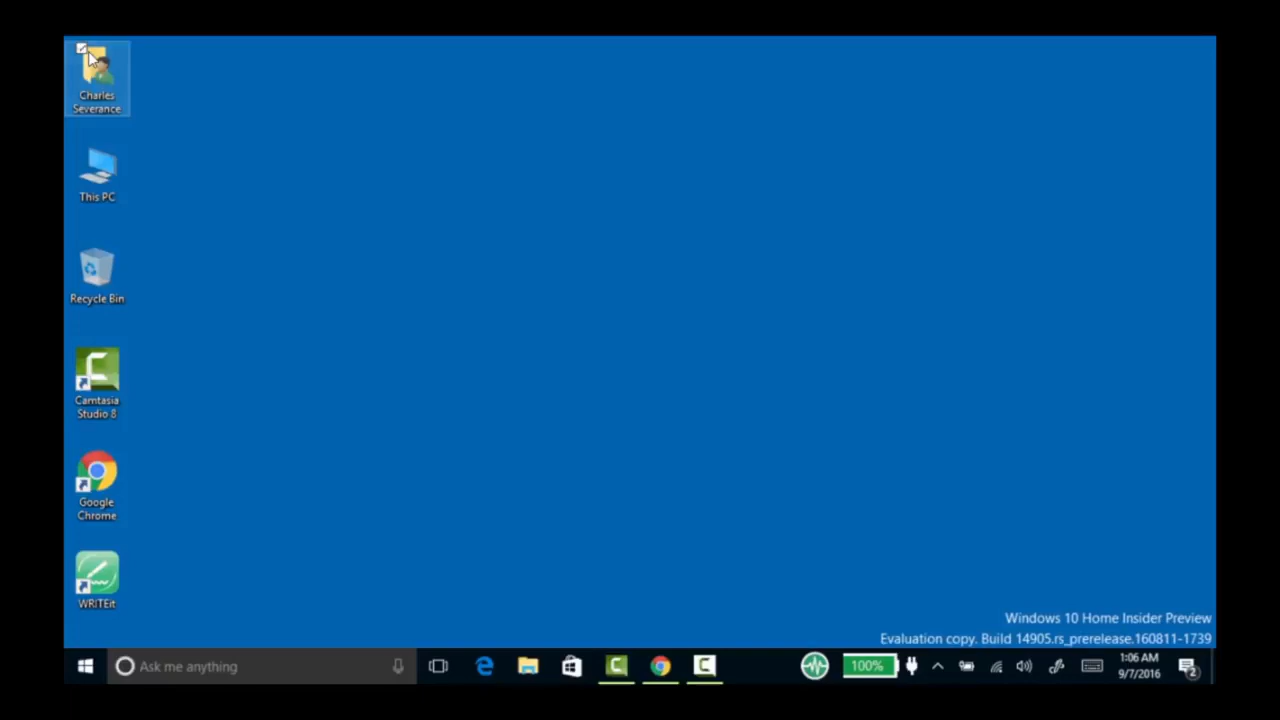 Charles
Severance
This PC
Recycle Bin
Camtasia
Studio 8
Google
Chrome
WRITEit
Windows 10 Home Insider Preview
Evaluation copy. Build 14905.rs_prerelease.160811-1739
Ask me anything
100%
1:06 AM
9/7/2016
2